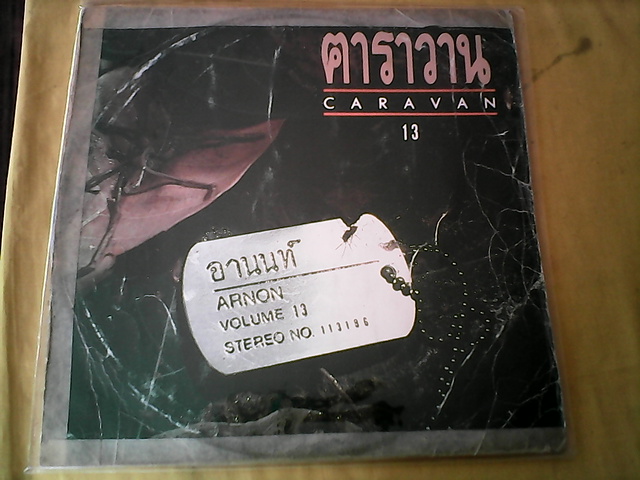 คาราวาน
CARAVAN
13
อานนท์
ARNON
VOLUME 13
STEREO NO. 113186